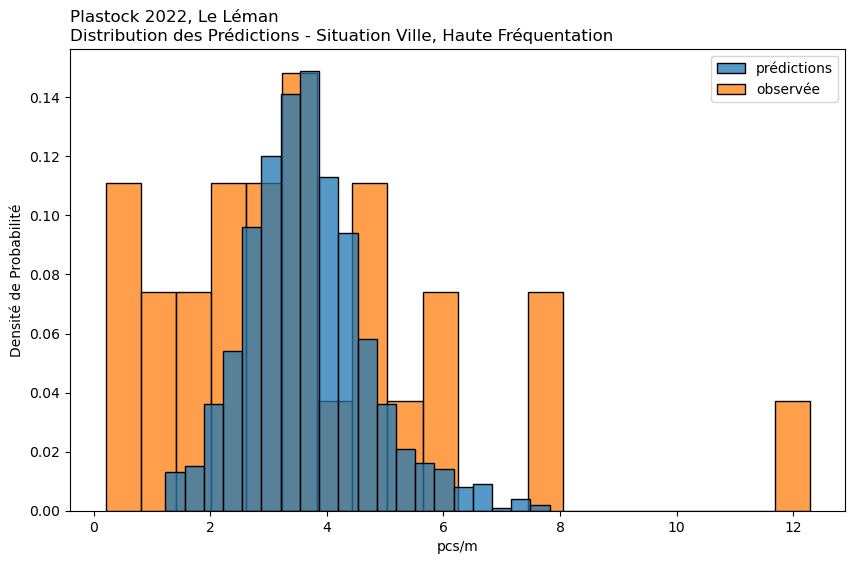 Plastock 2022, Le Léman
Distribution des Prédictions - Situation Ville, Haute Fréquentation
prédictions
observée
Densité de Probabilité
0.14
0.12
0.10
0.08
0.06
0.04
0.02
0.00
0
2
4
6
8
10
12
pcs/m